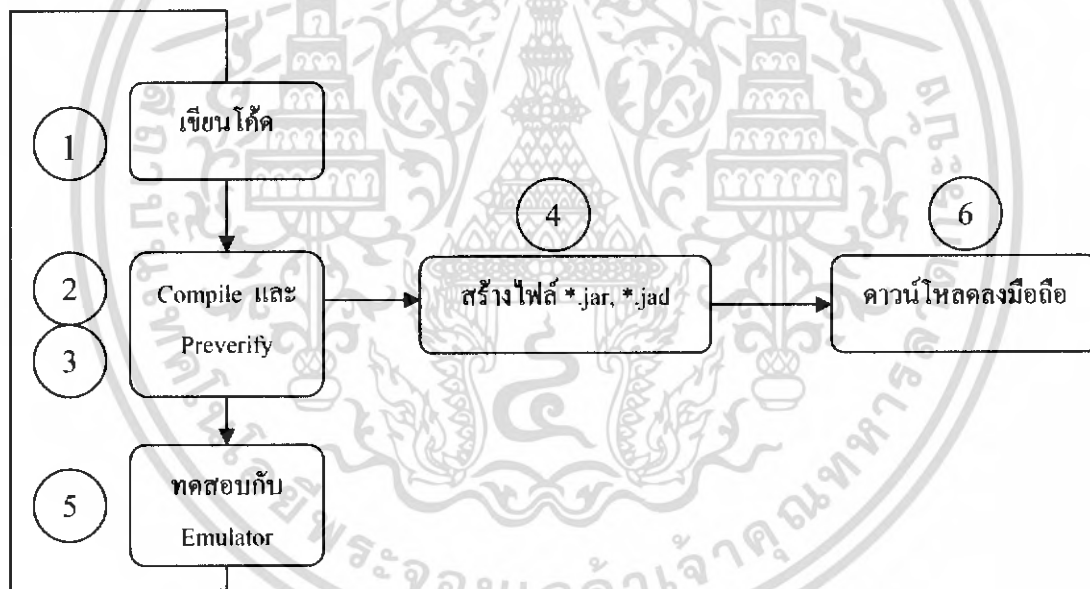 1
เขียนโค้ด
2
3
Compile และ
Preverify
4
สร้างไฟล์ *.jar, *.jad
6
ดาวน์โหลดลงมือถือ
5
ทดสอบกับ
Emulator